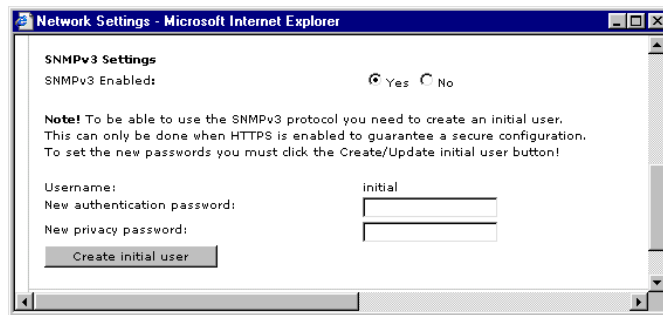 Network Settings - Microsoft Internet Explorer
SNMPv3 Settings
SNMPv3 Enabled: Yes No
Note! To be able to use the SNMPv3 protocol you need to create an initial user.
This can only be done when HTTPS is enabled to guarantee a secure configuration.
To set the new passwords you must click the Create/Update initial user button!
Username: initial
New authentication password:
New privacy password:
Create initial user